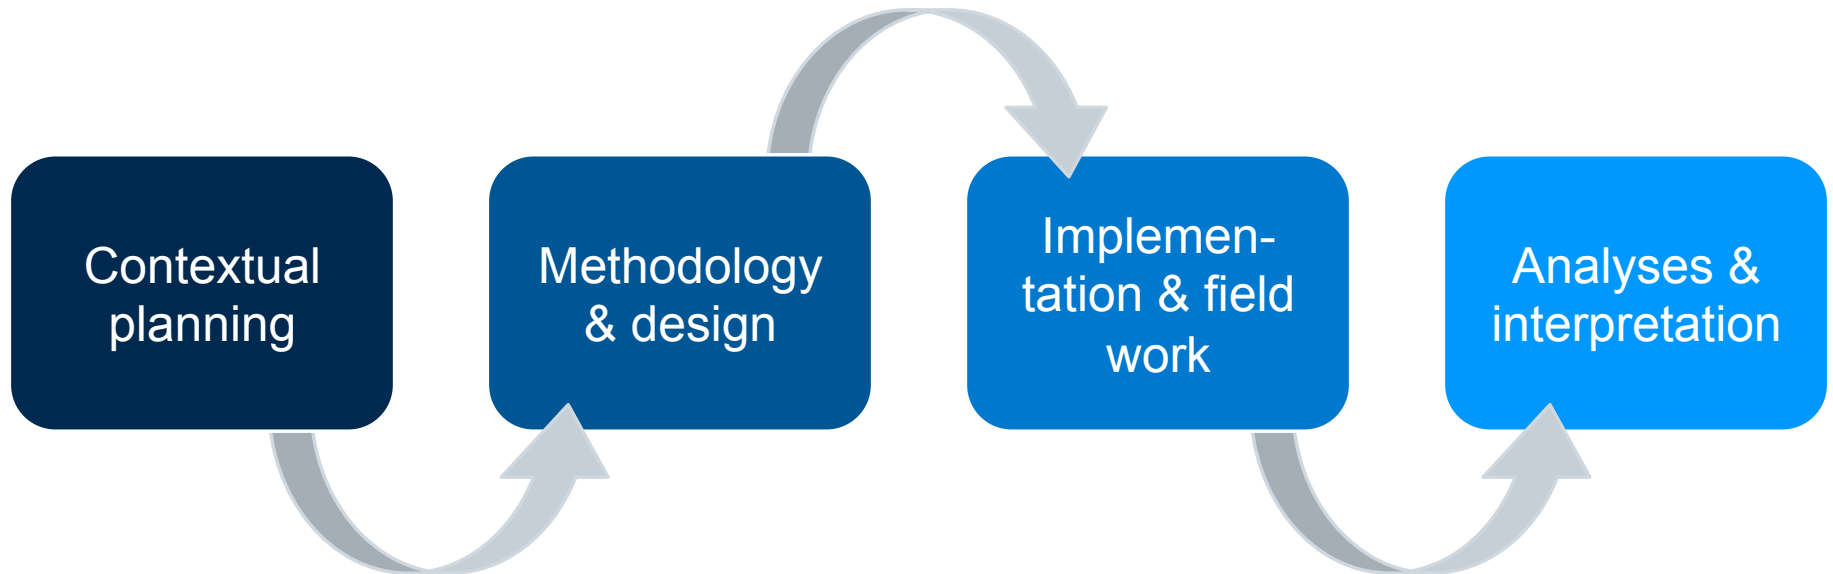 Contextual
planning
Methodology
& design
Implemen-
tation & field
work
Analyses &
interpretation